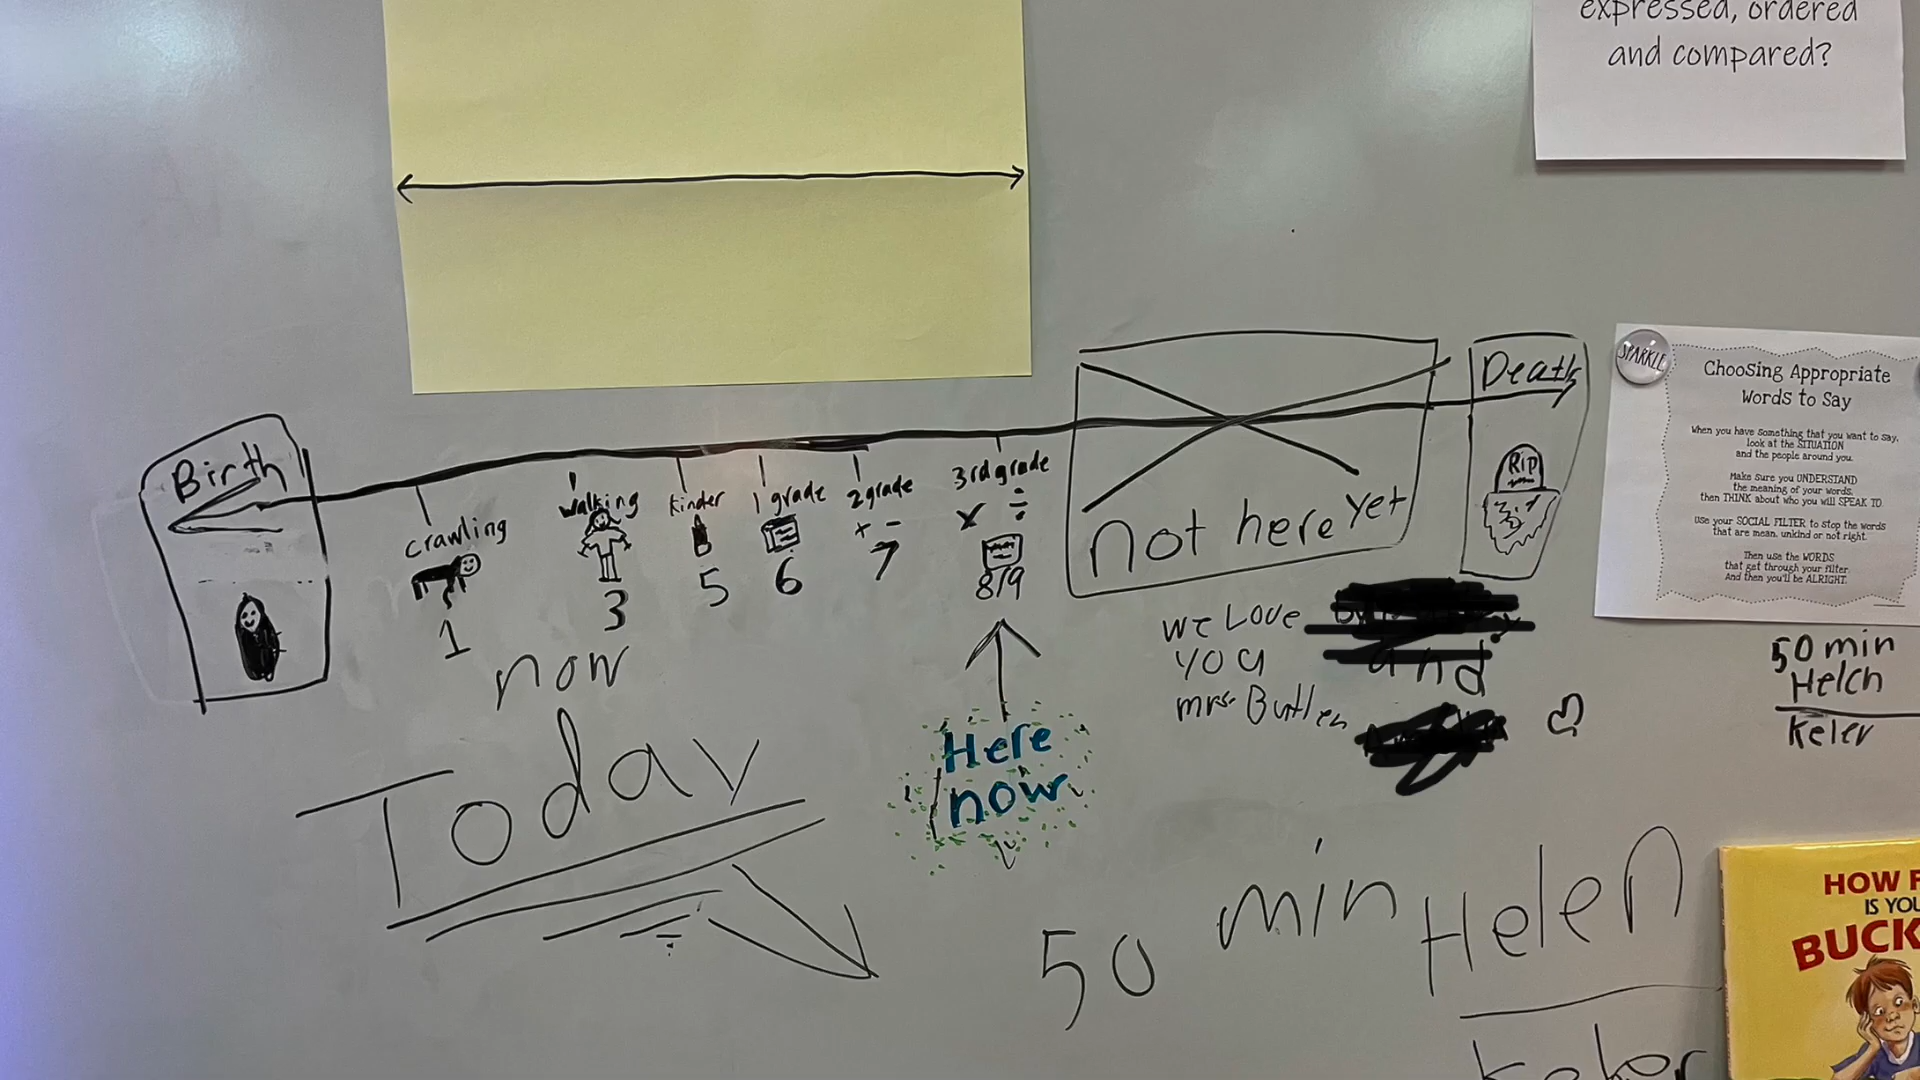 expressed, ordered
and compared?
Birth
crawling
1
walking
3
kinder
5
1 grade
6
2 grade
+ -
7
3rd grade
x ÷
8/9
not here yet
Death
Rip
now
Today
Here
now
we Love
you
and
mrs Butler
SPARKLE
Choosing Appropriate
Words to Say
When you have something that you want to say,
look at the SITUATION
and the people around you.
Make sure you UNDERSTAND
the meaning of your words,
then THINK about who you will SPEAK TO.
Use your SOCIAL FILTER to stop the words
that are mean, unkind or not right.
Then use the WORDS
that get through your filter.
And then you'll be ALRIGHT.
50 min
Helen
Keler
50 min Helen
Keler
HOW F
IS YOU
BUCK